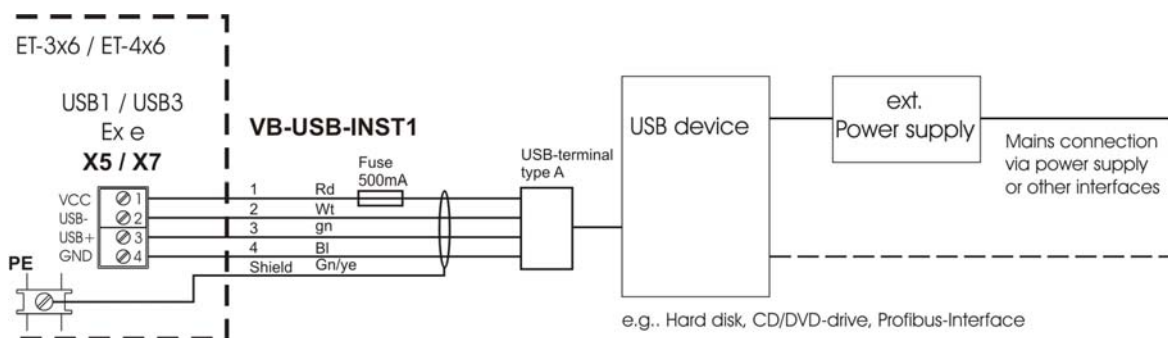 ET-3x6 / ET-4x6
USB1 / USB3
Ex e
X5 / X7
VCC 1
USB- 2
USB+ 3
GND 4
PE
VB-USB-INST1
Fuse
500mA
1 Rd
2 Wt
3 gn
4 Bl
Shield Gn/ye
USB-terminal
type A
USB device
ext.
Power supply
Mains connection
via power supply
or other interfaces
e.g.. Hard disk, CD/DVD-drive, Profibus-Interface